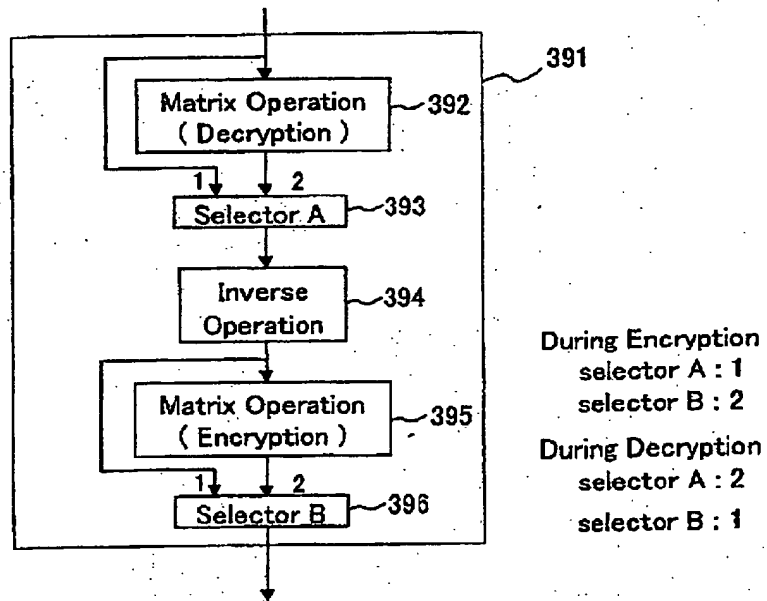 391
Matrix Operation
( Decryption )
392
1 2
Selector A
393
Inverse
Operation
394
Matrix Operation
( Encryption )
395
1 2
Selector B
396
During Encryption
selector A : 1
selector B : 2
During Decryption
selector A : 2
selector B : 1